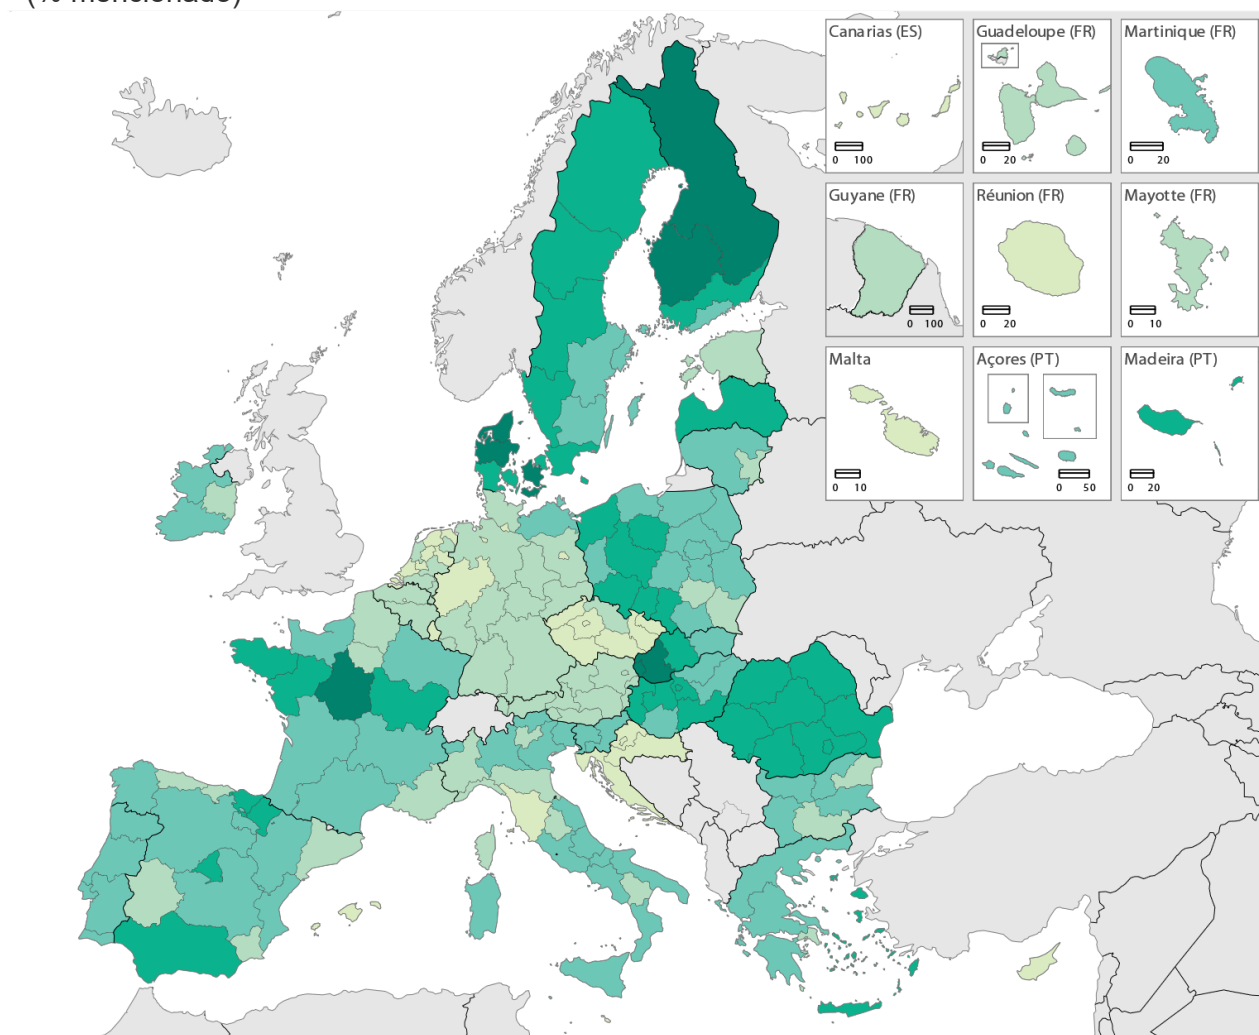 (% mencionado)
Canarias (ES)
0 100
Guadeloupe (FR)
0 20
Martinique (FR)
0 20
Guyane (FR)
0 100
Réunion (FR)
0 20
Mayotte (FR)
0 10
Malta
0 10
Açores (PT)
0 50
Madeira (PT)
0 20